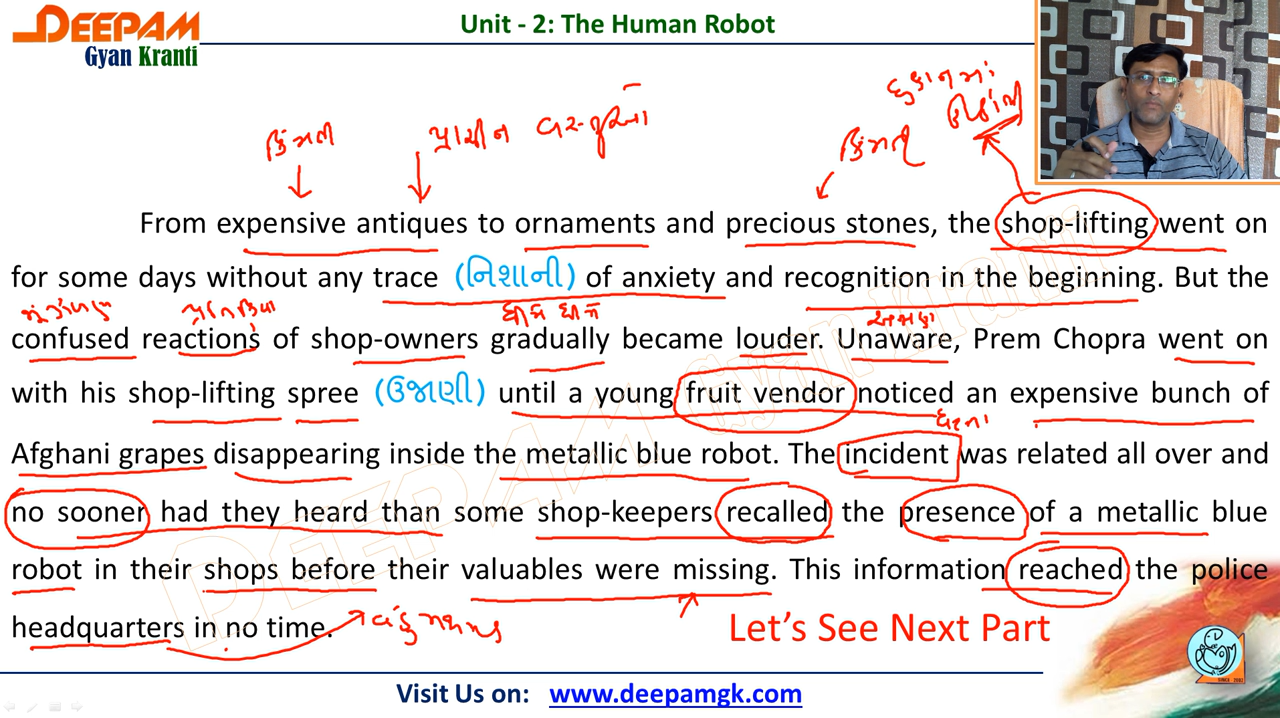 DEEPAM
Gyan Kranti
Unit - 2: The Human Robot
દુકાનમાં
કિંમતી
પ્રાચીન વસ્તુઓ
કિંમતી
From expensive antiques to ornaments and precious stones, the shop-lifting went on
for some days without any trace (નિશાની) of anxiety and recognition in the beginning. But the
ધીમે ધીમે
confused reactions of shop-owners gradually became louder. Unaware, Prem Chopra went on
with his shop-lifting spree (ઉજાણી) until a young fruit vendor noticed an expensive bunch of
ઘટના
Afghani grapes disappearing inside the metallic blue robot. The incident was related all over and
no sooner had they heard than some shop-keepers recalled the presence of a metallic blue
robot in their shops before their valuables were missing. This information reached the police
headquarters in no time.
Let's See Next Part
DEEPAM Gyan Kranti
SINCE 2002
Visit Us on: www.deepamgk.com